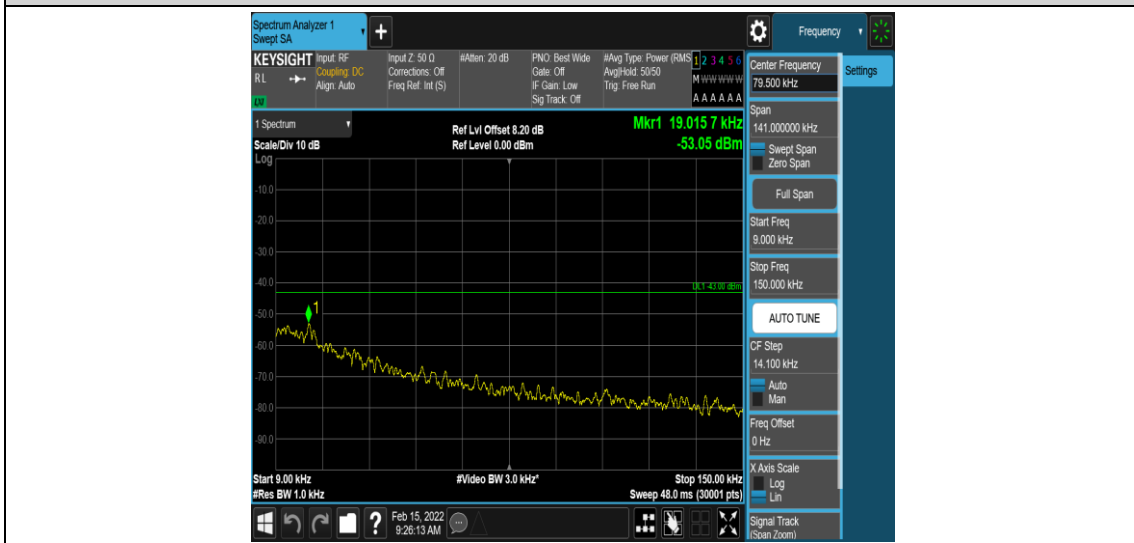 Spectrum Analyzer 1
Swept SA
+
Frequency
KEYSIGHT
Input: RF
Input Z: 50 Ω
#Atten: 20 dB
PNO: Best Wide
#Avg Type: Power (RMS
1 2 3 4 5 6
RL
Coupling: DC
Corrections: Off
Gate: Off
Avg|Hold: 50/50
M W W W W W
Align: Auto
Freq Ref: Int (S)
IF Gain: Low
Trig: Free Run
Sig Track: Off
A A A A A A
1 Spectrum
Scale/Div 10 dB
Ref Lvl Offset 8.20 dB
Ref Level 0.00 dBm
Mkr1 19.015 7 kHz
-53.05 dBm
Log
-10.0
-20.0
-30.0
-40.0
DL1 -43.00 dBm
-50.0
1
-60.0
-70.0
-80.0
-90.0
Start 9.00 kHz
#Video BW 3.0 kHz*
Stop 150.00 kHz
#Res BW 1.0 kHz
Sweep 48.0 ms (30001 pts)
?
Feb 15, 2022
9:26:13 AM
Center Frequency
79.500 kHz
Settings
Span
141.000000 kHz
Swept Span
Zero Span
Full Span
Start Freq
9.000 kHz
Stop Freq
150.000 kHz
AUTO TUNE
CF Step
14.100 kHz
Auto
Man
Freq Offset
0 Hz
X Axis Scale
Log
Lin
Signal Track
(Span Zoom)